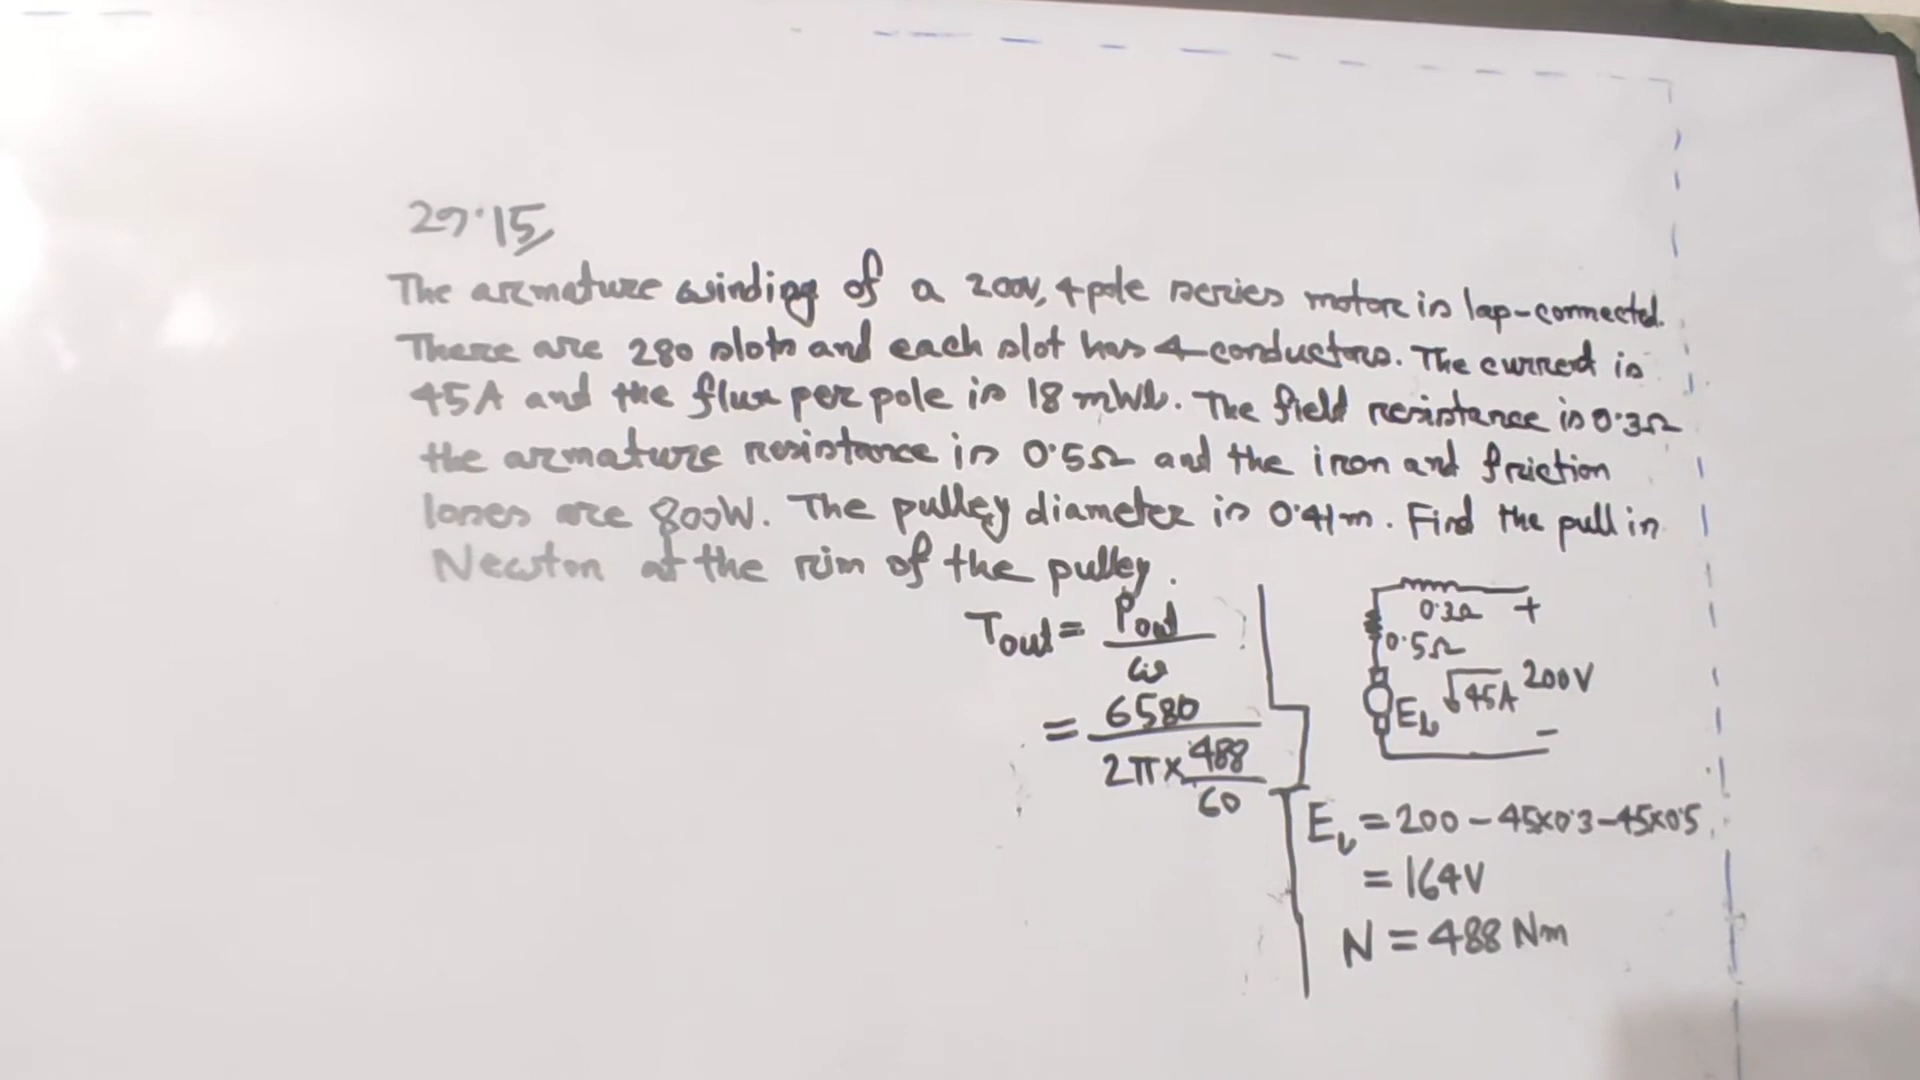 29.15
The armature winding of a 200V, 4 pole series motor is lap-connected.
There are 280 slots and each slot has 4 conductors. The current is
45A and the flux per pole is 18 mWb. The field resistance is 0.3Ω
the armature resistance is 0.5Ω and the iron and friction
losses are 800W. The pulley diameter is 0.41m. Find the pull in
Newton at the rim of the pulley.
Tout = Pout / ω
= 6580 / (2π × 488/60)
0.3Ω +
0.5Ω
Eb 45A 200V
-
Eb = 200 - 45×0.3 - 45×0.5
= 164V
N = 488 Nm